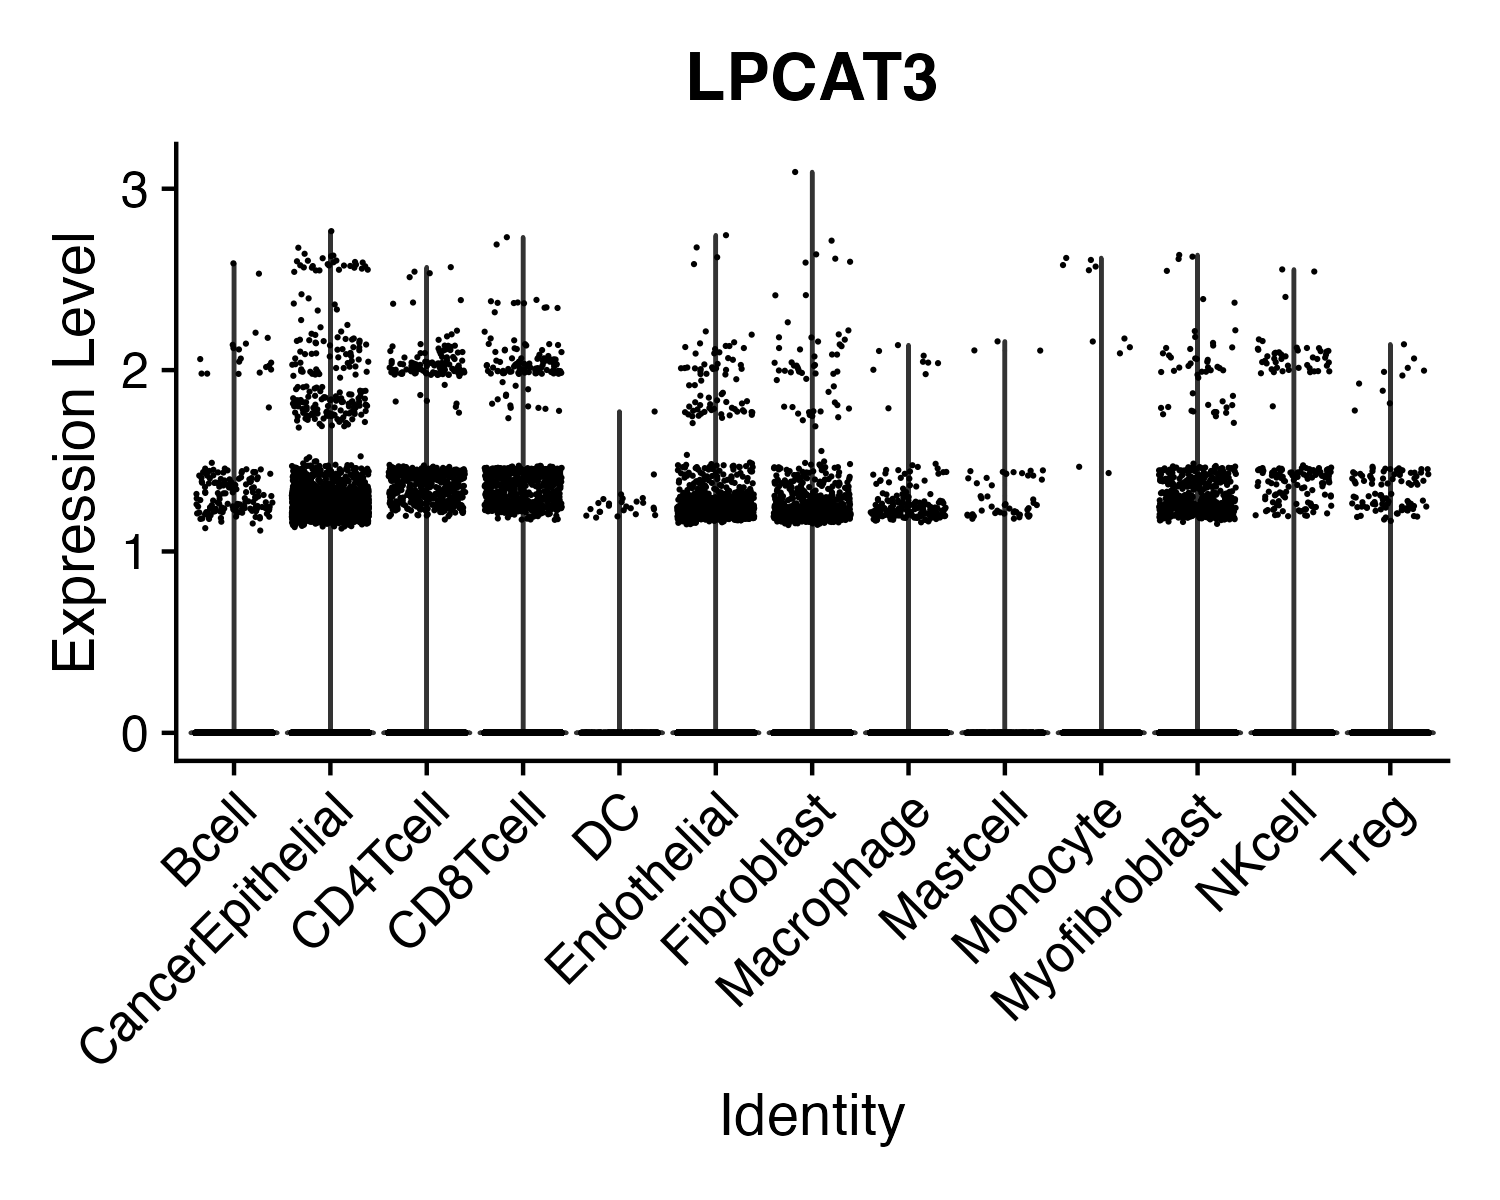 LPCAT3
Expression Level
3
2
1
0
Bcell
CancerEpithelial
CD4Tcell
CD8Tcell
DC
Endothelial
Fibroblast
Macrophage
Mastcell
Monocyte
Myofibroblast
NKcell
Treg
Identity